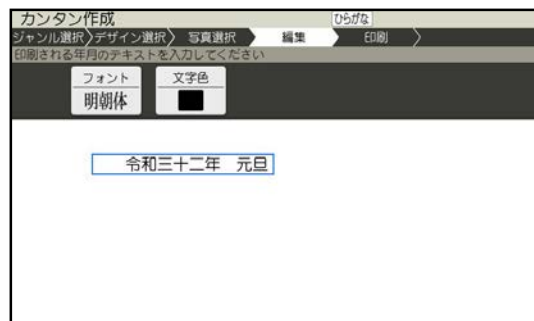 カンタン作成 ひらがな
ジャンル選択 デザイン選択 写真選択 編集 印刷
印刷される年月のテキストを入力してください
フォント 文字色
明朝体
令和三十二年 元旦